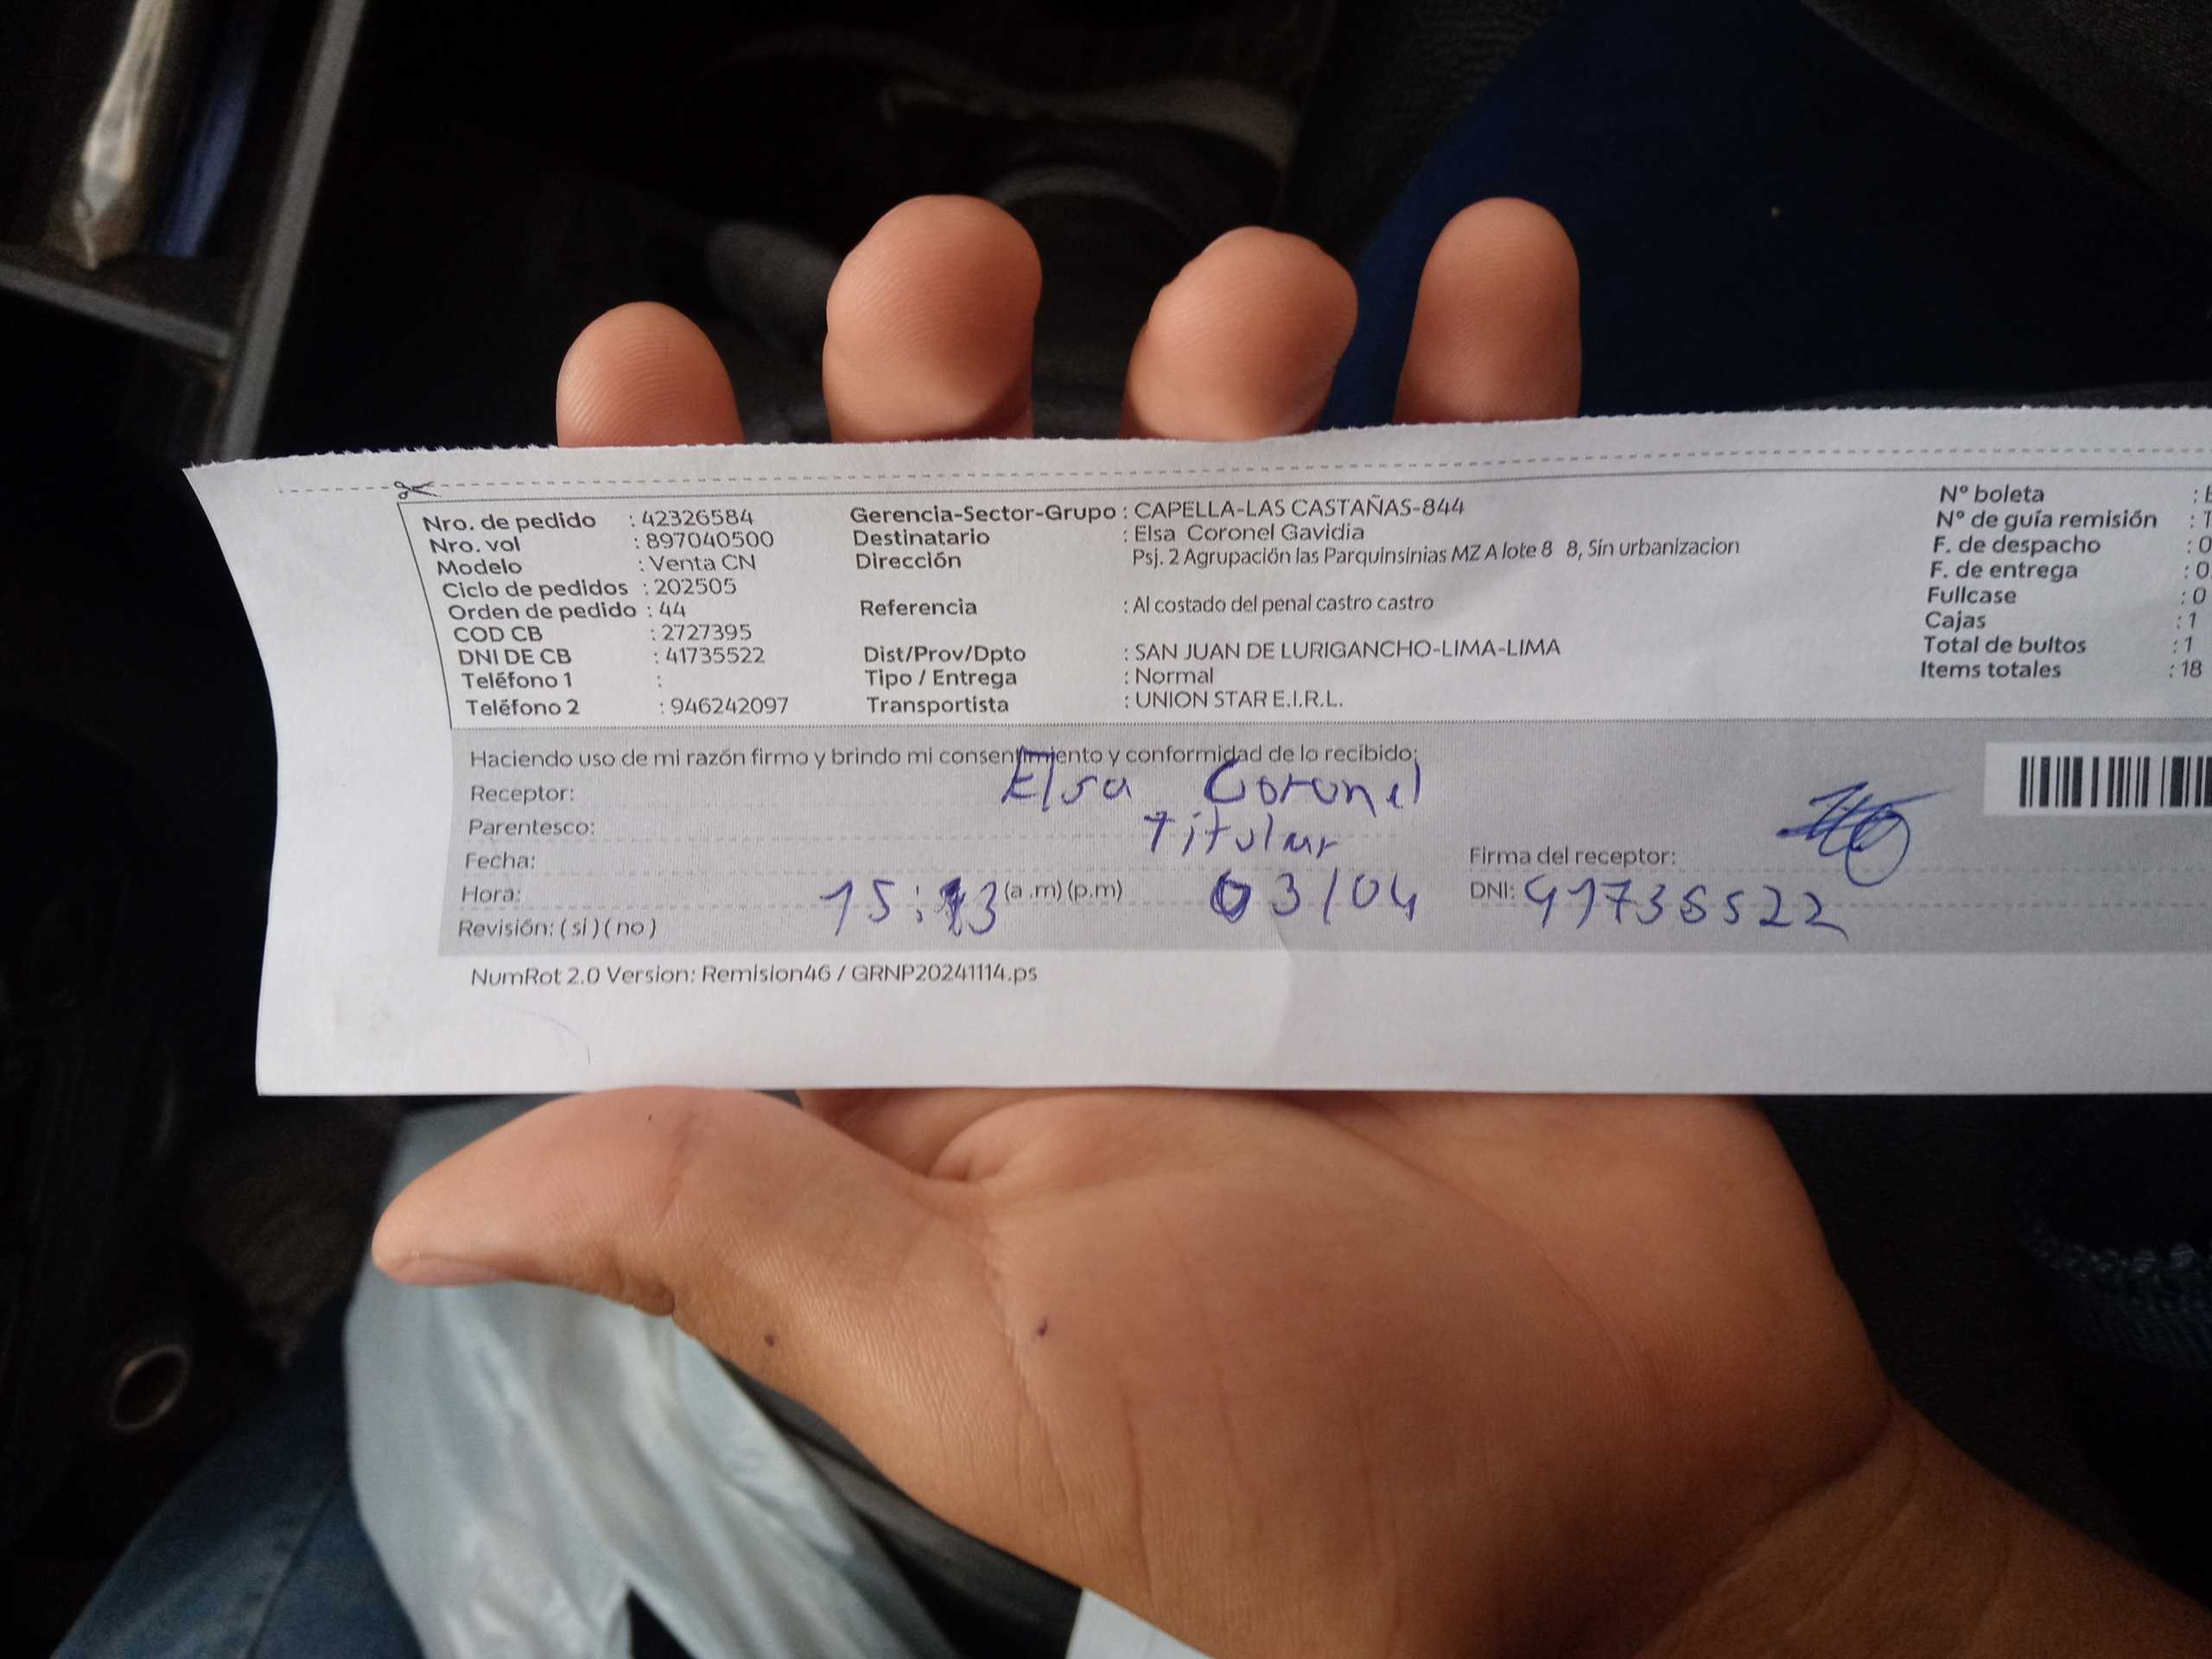 Nro. de pedido : 42326584
Nro. vol : 897040500
Modelo : Venta CN
Ciclo de pedidos : 202505
Orden de pedido : 44
COD CB : 2727395
DNI DE CB : 41735522
Teléfono 1 :
Teléfono 2 : 946242097
Gerencia-Sector-Grupo : CAPELLA-LAS CASTAÑAS-844
Destinatario : Elsa Coronel Gavidia
Dirección Psj. 2 Agrupación las Parquinsinias MZ A lote 8 8, Sin urbanizacion
Referencia : Al costado del penal castro castro
Dist/Prov/Dpto : SAN JUAN DE LURIGANCHO-LIMA-LIMA
Tipo / Entrega : Normal
Transportista : UNION STAR E.I.R.L.
N° boleta :
N° de guía remisión :
F. de despacho : 0
F. de entrega : 0
Fullcase : 0
Cajas : 1
Total de bultos : 1
Items totales : 18
Haciendo uso de mi razón firmo y brindo mi consentimiento y conformidad de lo recibido:
Receptor: Elsa Coronel
Parentesco: Titular
Fecha:
Hora: 15:13 (a.m) (p.m) 03/04
Revisión: ( si ) ( no )
Firma del receptor:
DNI: 41735522
NumRot 2.0 Version: Remision46 / GRNP20241114.ps